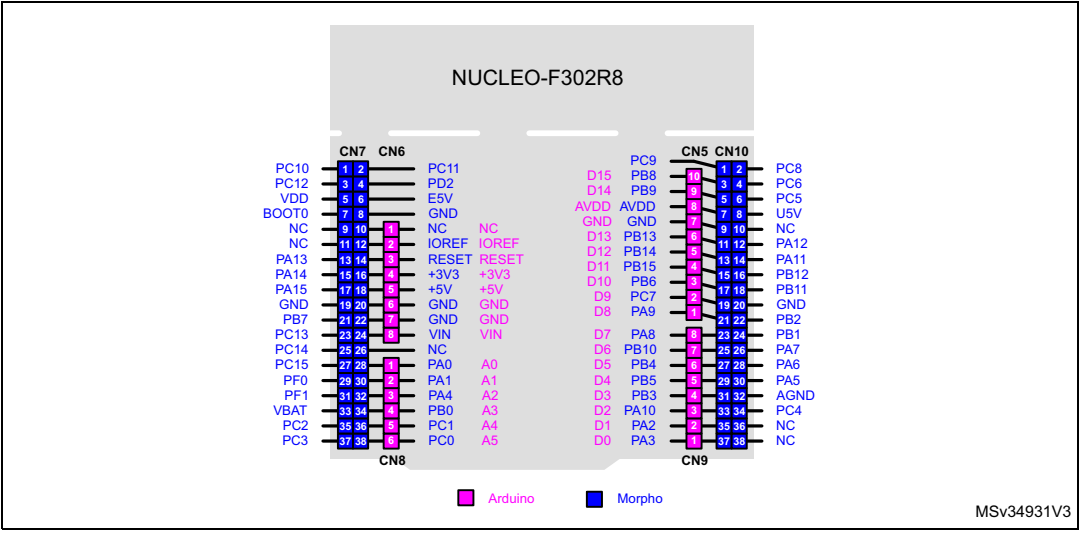 NUCLEO-F302R8
CN7 CN6 CN5 CN10
PC9
PC10 1 2 PC11 1 2 PC8
PC12 3 4 PD2 D15 PB8 10 3 4 PC6
VDD 5 6 E5V D14 PB9 9 5 6 PC5
BOOT0 7 8 GND AVDD AVDD 8 7 8 U5V
NC 9 10 1 NC NC GND GND 7 9 10 NC
NC 11 12 2 IOREF IOREF D13 PB13 6 11 12 PA12
PA13 13 14 3 RESET RESET D12 PB14 5 13 14 PA11
PA14 15 16 4 +3V3 +3V3 D11 PB15 4 15 16 PB12
PA15 17 18 5 +5V +5V D10 PB6 3 17 18 PB11
GND 19 20 6 GND GND D9 PC7 2 19 20 GND
PB7 21 22 7 GND GND D8 PA9 1 21 22 PB2
PC13 23 24 8 VIN VIN D7 PA8 8 23 24 PB1
PC14 25 26 NC D6 PB10 7 25 26 PA7
PC15 27 28 1 PA0 A0 D5 PB4 6 27 28 PA6
PF0 29 30 2 PA1 A1 D4 PB5 5 29 30 PA5
PF1 31 32 3 PA4 A2 D3 PB3 4 31 32 AGND
VBAT 33 34 4 PB0 A3 D2 PA10 3 33 34 PC4
PC2 35 36 5 PC1 A4 D1 PA2 2 35 36 NC
PC3 37 38 6 PC0 A5 D0 PA3 1 37 38 NC
CN8 CN9
Arduino Morpho
MSv34931V3